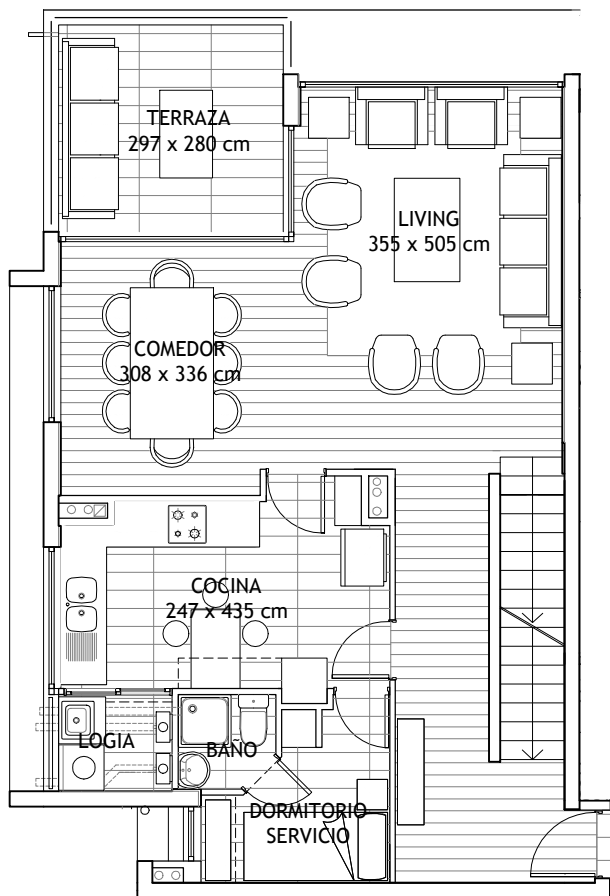 TERRAZA
297 x 280 cm
LIVING
355 x 505 cm
COMEDOR
308 x 336 cm
COCINA
247 x 435 cm
LOGIA
BAÑO
DORMITORIO
SERVICIO